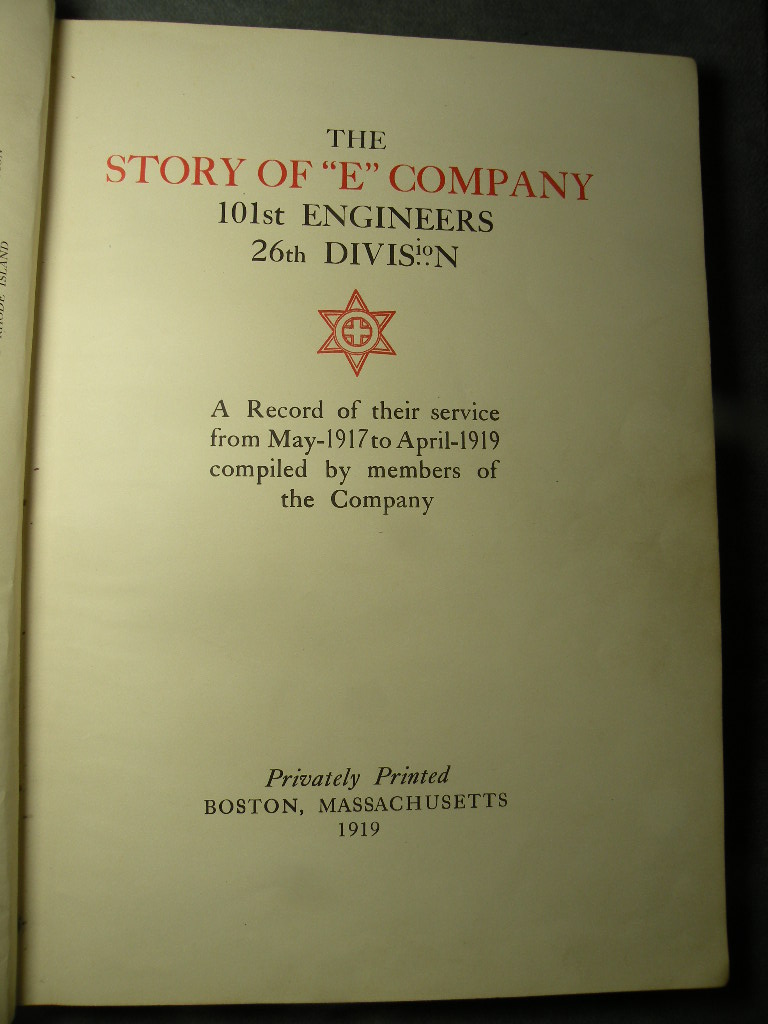 THE
STORY OF “E” COMPANY
101st ENGINEERS
26th DIVISION
A Record of their service
from May-1917 to April-1919
compiled by members of
the Company
Privately Printed
BOSTON, MASSACHUSETTS
1919
ISLAND